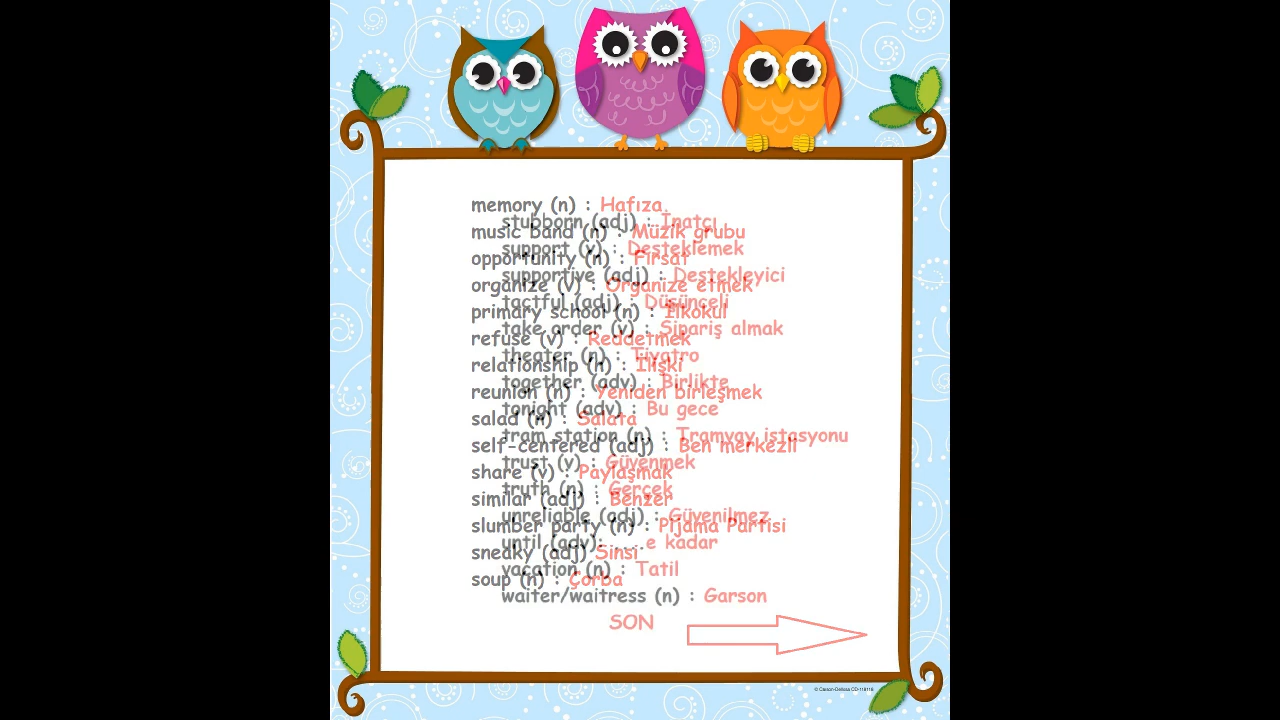 memory (n) : Hafıza
stubborn (adj) : İnatçı
music band (n) : Müzik grubu
support (v) : Desteklemek
opportunity (n) : Fırsat
supportive (adj) : Destekleyici
organize (v) : Organize etmek
tactful (adj) : Düşünceli
primary school (n) : İlkokul
take order (v) : Sipariş almak
refuse (v) : Reddetmek
theater (n) : Tiyatro
relationship (n) : İlişki
together (adv) : Birlikte
reunion (n) : Yeniden birleşmek
tonight (adv) : Bu gece
salad (n) : Salata
tram station (n) : Tramvay istasyonu
self-centered (adj) : Ben merkezli
trust (v) : Güvenmek
share (v) : Paylaşmak
truth (n) : Gerçek
similar (adj) : Benzer
unreliable (adj) : Güvenilmez
slumber party (n) : Pijama Partisi
until (adv): ....e kadar
sneaky (adj) Sinsi
vacation (n) : Tatil
soup (n) : Çorba
waiter/waitress (n) : Garson
SON
© Carson-Dellosa CD-119116